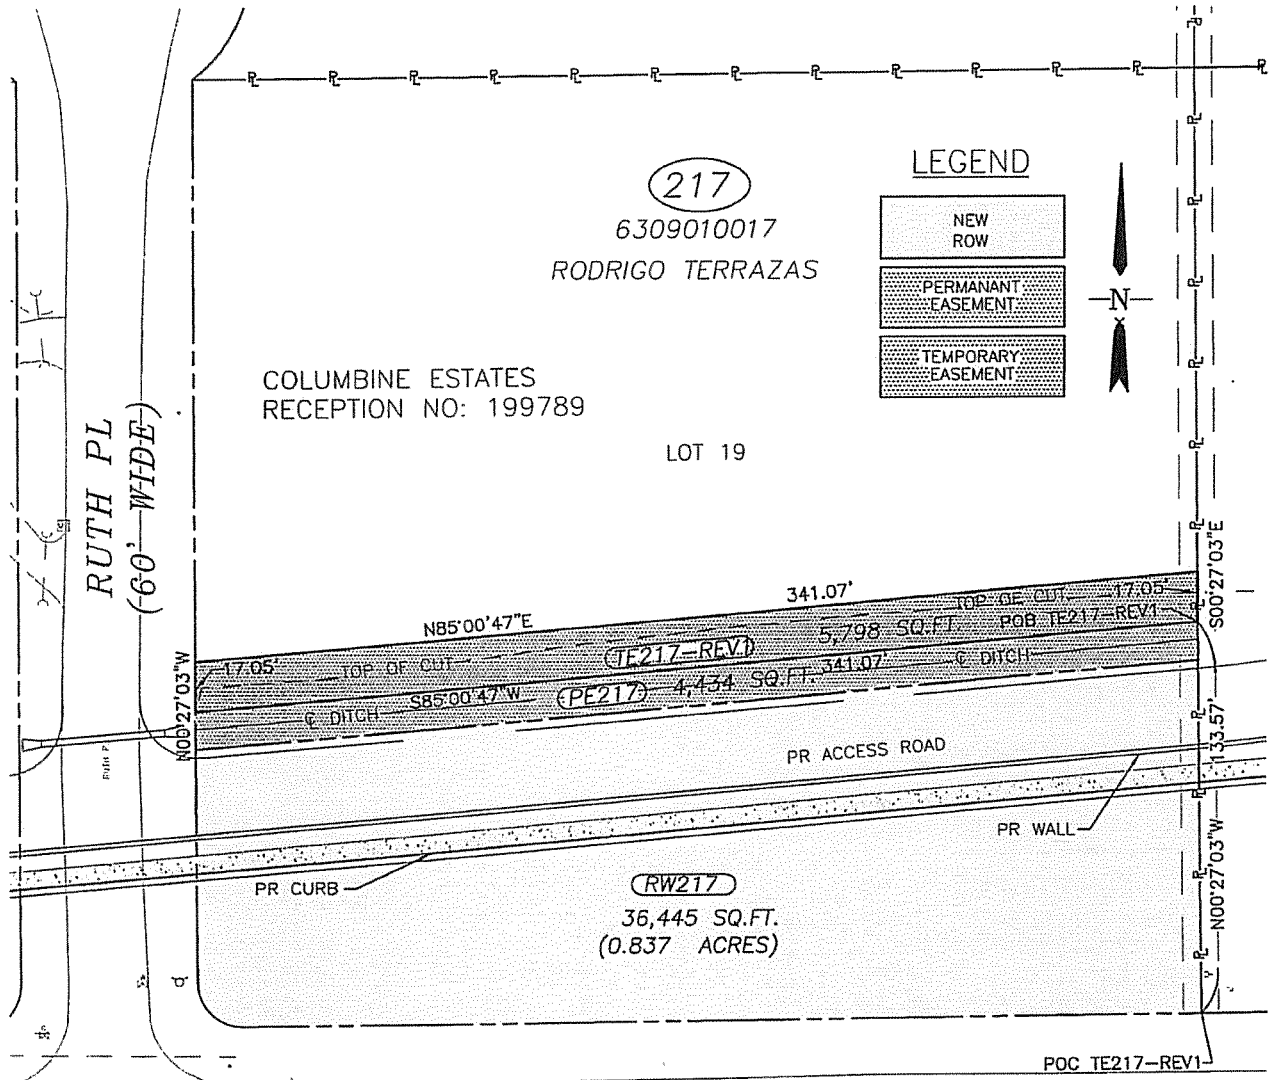 LEGEND
217
6309010017
RODRIGO TERRAZAS
NEW
ROW
PERMANANT
EASEMENT
TEMPORARY
EASEMENT
N
COLUMBINE ESTATES
RECEPTION NO: 199789
LOT 19
RUTH PL
(60' WIDE)
S00°27'03"E
341.07'
N85°00'47"E
17.05'
TOP OF CUT
5,798 SQ.FT.
POB TE217-REV1
TE217-REV1
17.05'
TOP OF CUT
N00°27'03"W
341.07'
℄ DITCH
PE217
4,434 SQ.FT.
S85°00'47"W
℄ DITCH
133.57'
PR ACCESS ROAD
PR WALL
PR CURB
RW217
36,445 SQ.FT.
(0.837 ACRES)
N00°27'03"W
POC TE217-REV1